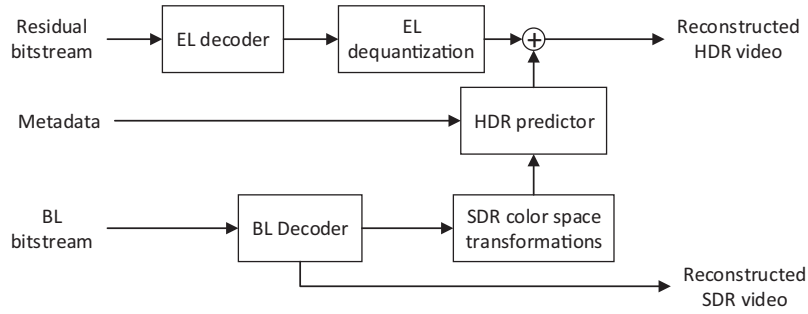 Residual
bitstream
EL decoder
EL
dequantization
+
Reconstructed
HDR video
Metadata
HDR predictor
BL
bitstream
BL Decoder
SDR color space
transformations
Reconstructed
SDR video